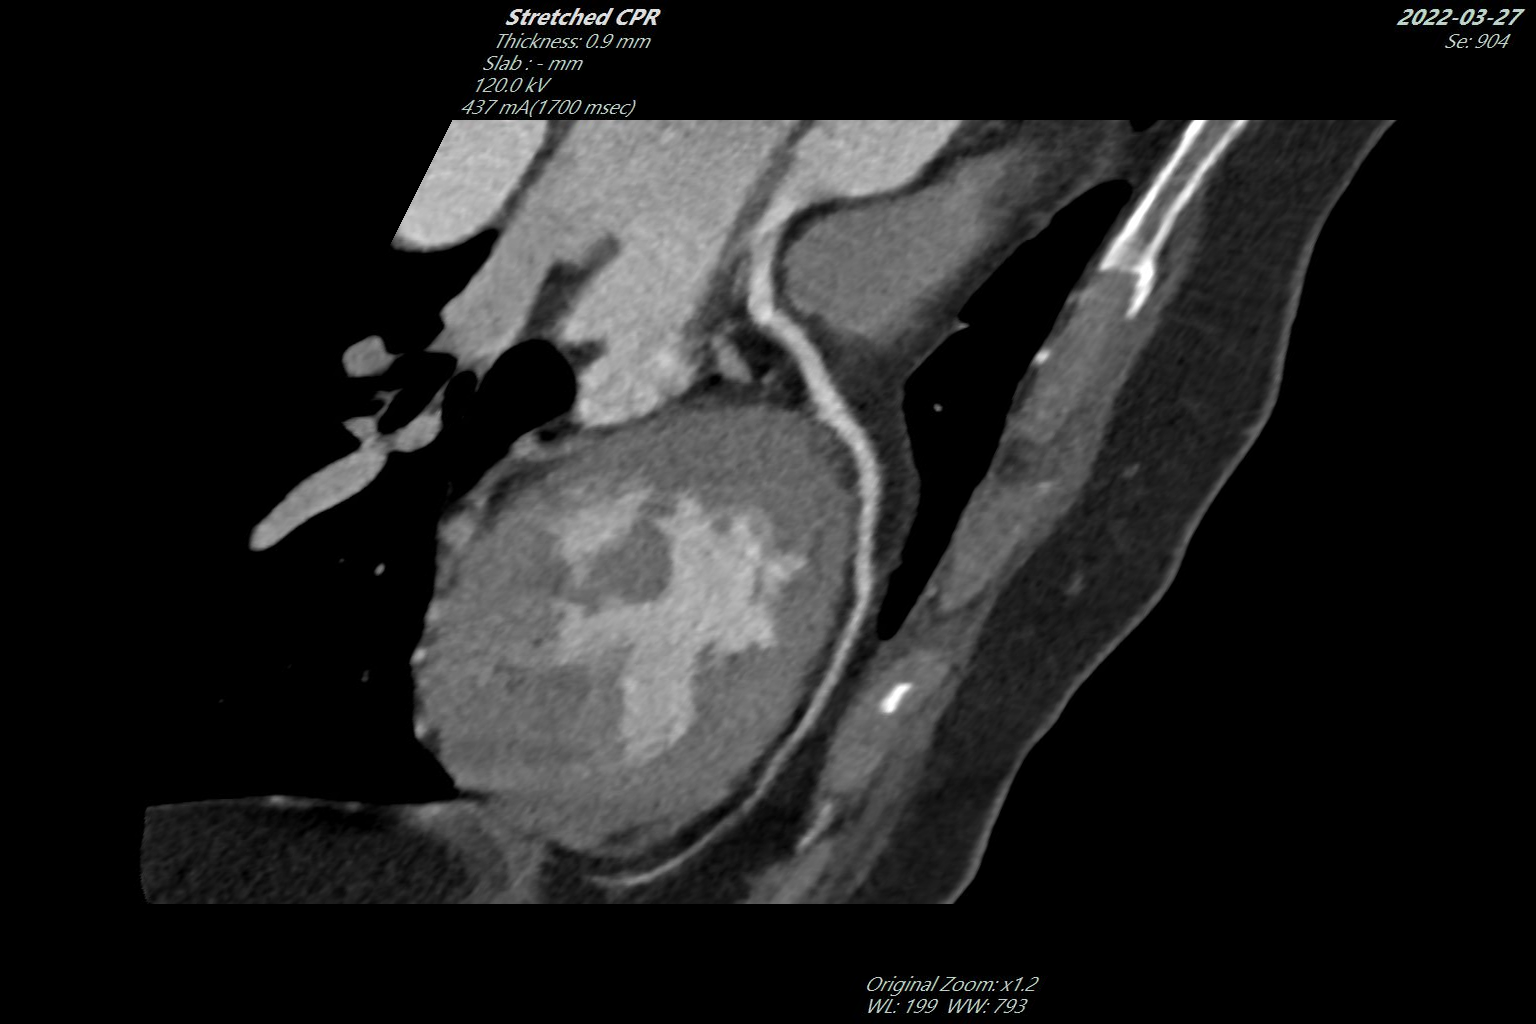 Stretched CPR
Thickness: 0.9 mm
Slab : - mm
120.0 kV
437 mA(1700 msec)
2022-03-27
Se: 904
Original Zoom: x1.2
WL: 199 WW: 793